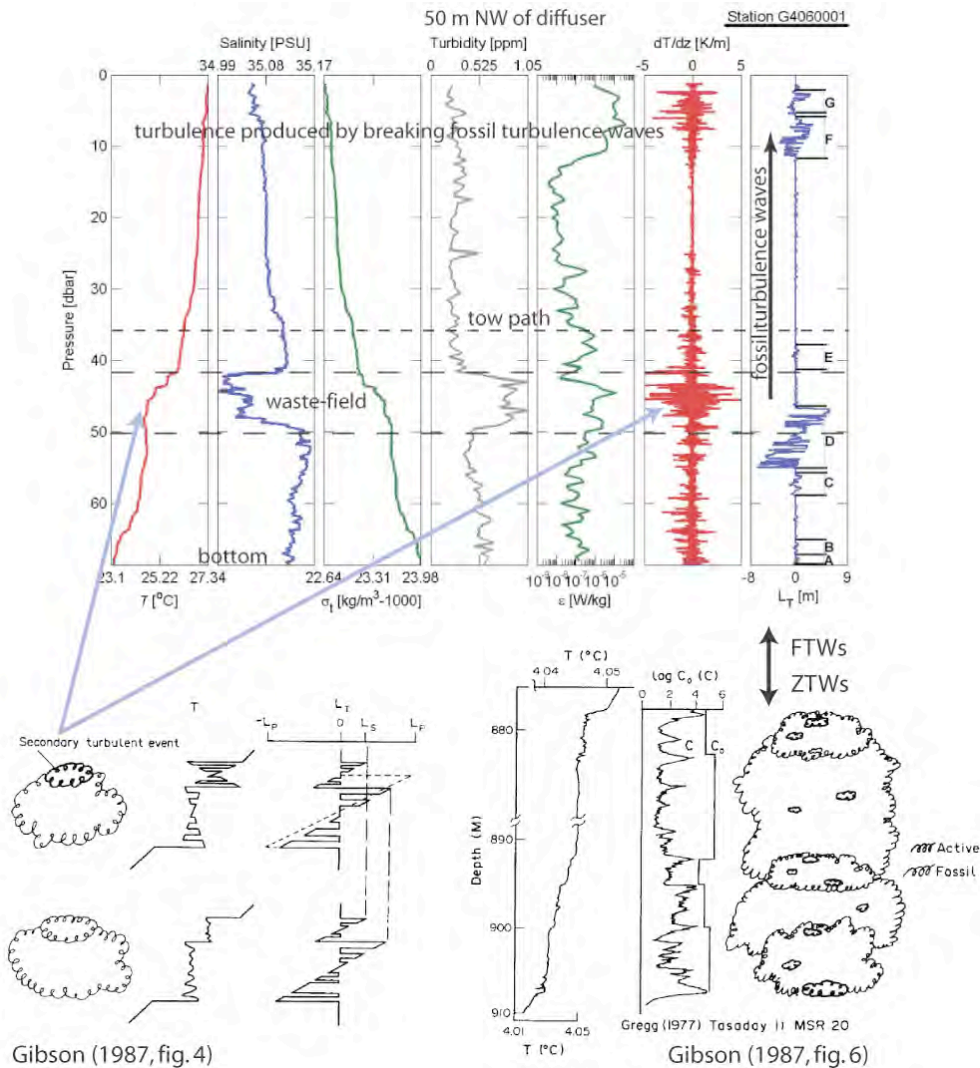 50 m NW of diffuser
Station G4060001
Salinity [PSU]
Turbidity [ppm]
dT/dz [K/m]
34.99 35.08 35.17
0 0.525 1.05
-5 0 5
0
10
20
30
40
50
60
Pressure [dbar]
turbulence produced by breaking fossil turbulence waves
tow path
waste-field
bottom
fossil turbulence waves
G
F
E
D
C
B
A
23.1 25.22 27.34
22.64 23.31 23.98
-8 0 9
T [°C]
σt [kg/m³-1000]
ε [W/kg]
LT [m]
FTWs
ZTWs
T (°C)
4.04 4.05
log Cₒ (C)
0 2 4 6
C Cₒ
880
890
900
910
Depth (M)
4.01 4.05
T (°C)
Active
Fossil
Gregg (1977) Tasaday II MSR 20
Secondary turbulent event
T
-LP 0 LS LF
Gibson (1987, fig. 4)
Gibson (1987, fig. 6)